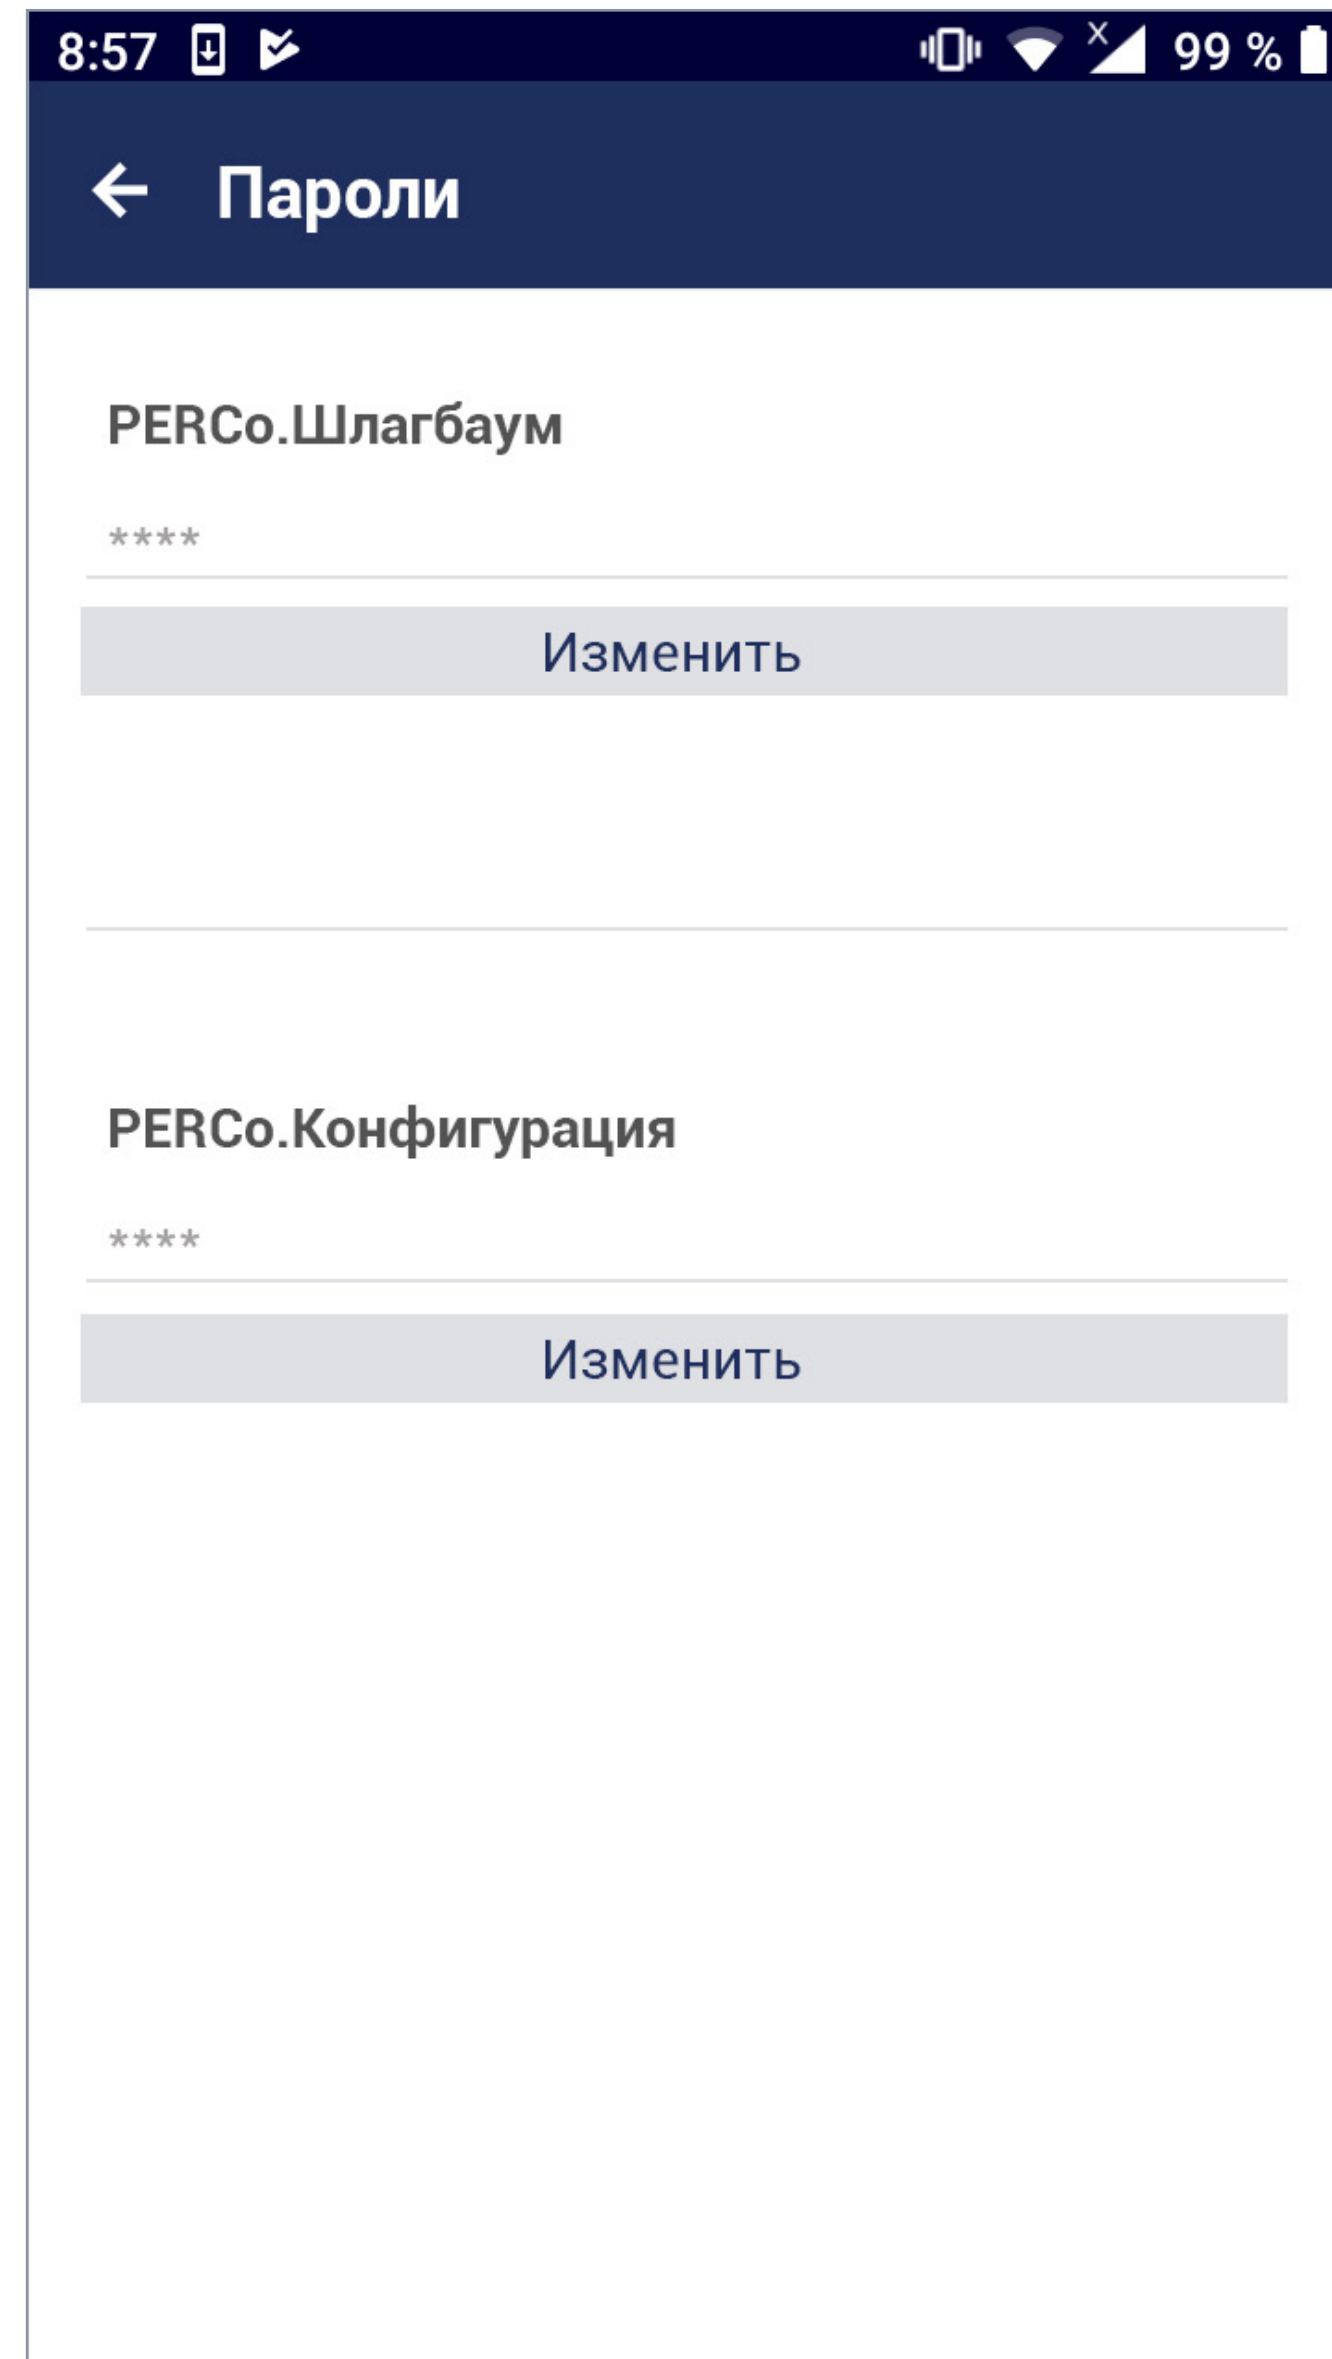 8:57 99 %
Пароли
PERCo.Шлагбаум
****
Изменить
PERCo.Конфигурация
****
Изменить